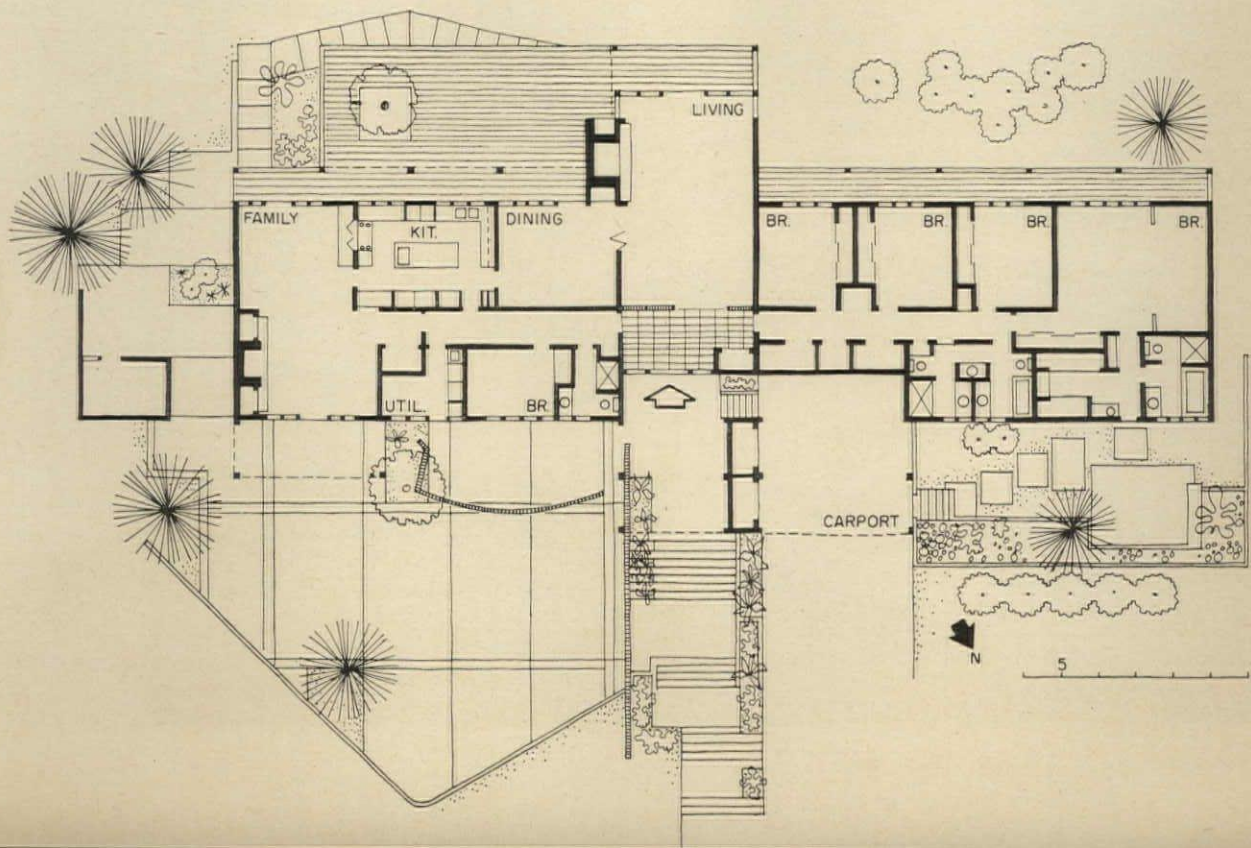 LIVING
FAMILY
KIT.
DINING
BR.
BR.
BR.
BR.
UTIL.
BR.
CARPORT
N
5